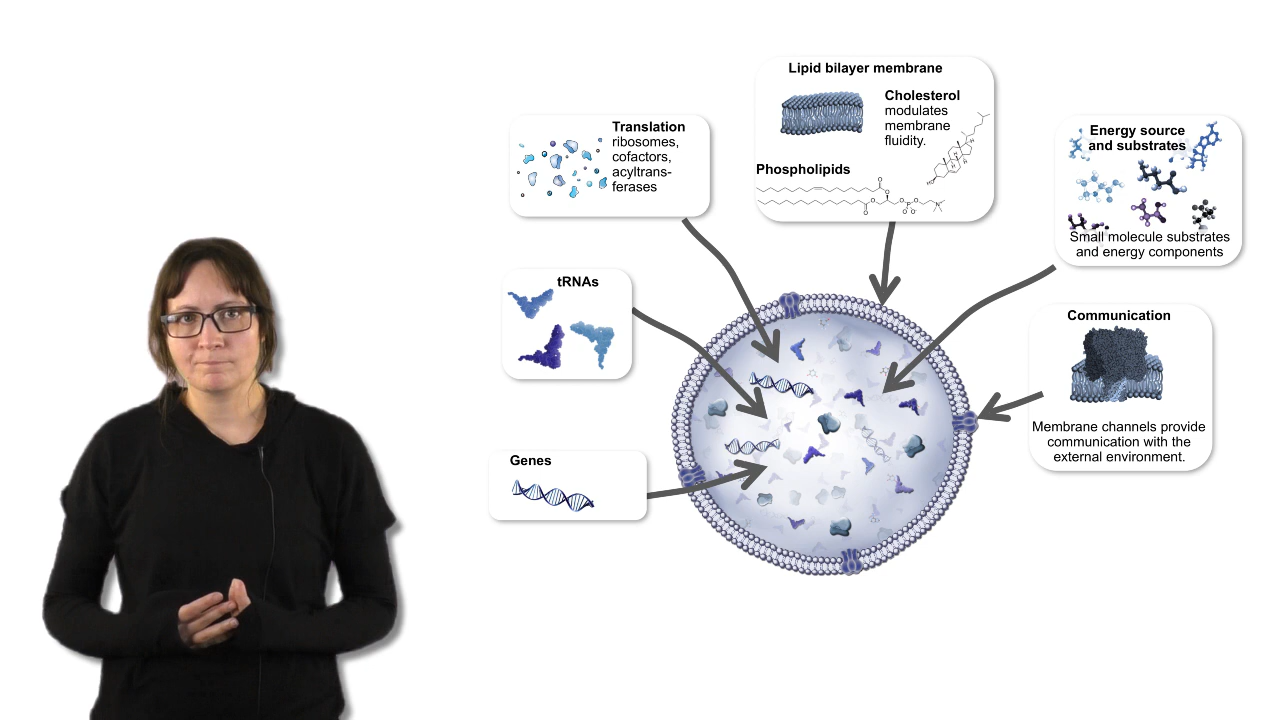 Lipid bilayer membrane
Cholesterol
modulates
membrane
fluidity.
Phospholipids
Translation
ribosomes,
cofactors,
acyltrans-
ferases
Energy source
and substrates
Small molecule substrates
and energy components
tRNAs
Communication
Membrane channels provide
communication with the
external environment.
Genes